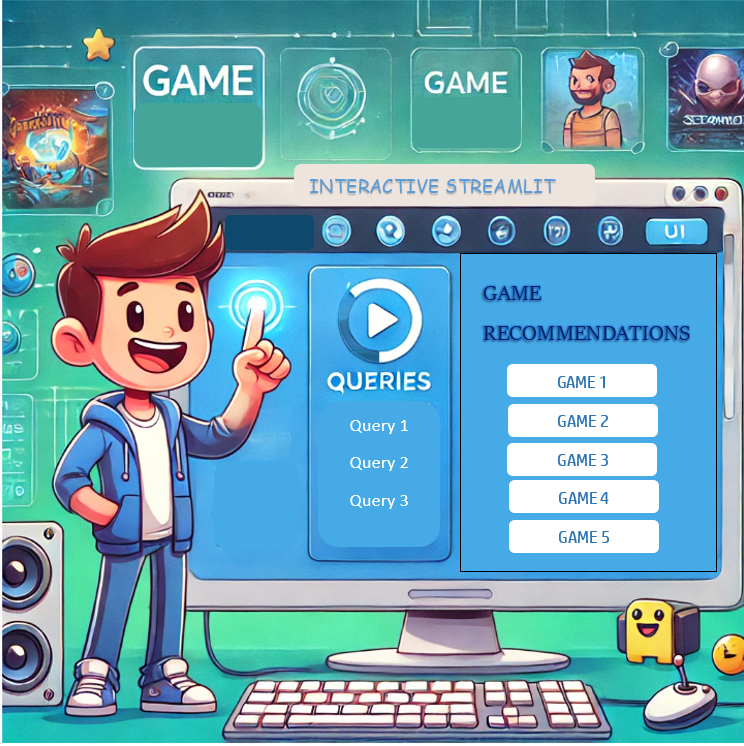 GAME
GAME
INTERACTIVE STREAMLIT
UI
GAME
RECOMMENDATIONS
QUERIES
Query 1
Query 2
Query 3
GAME 1
GAME 2
GAME 3
GAME 4
GAME 5